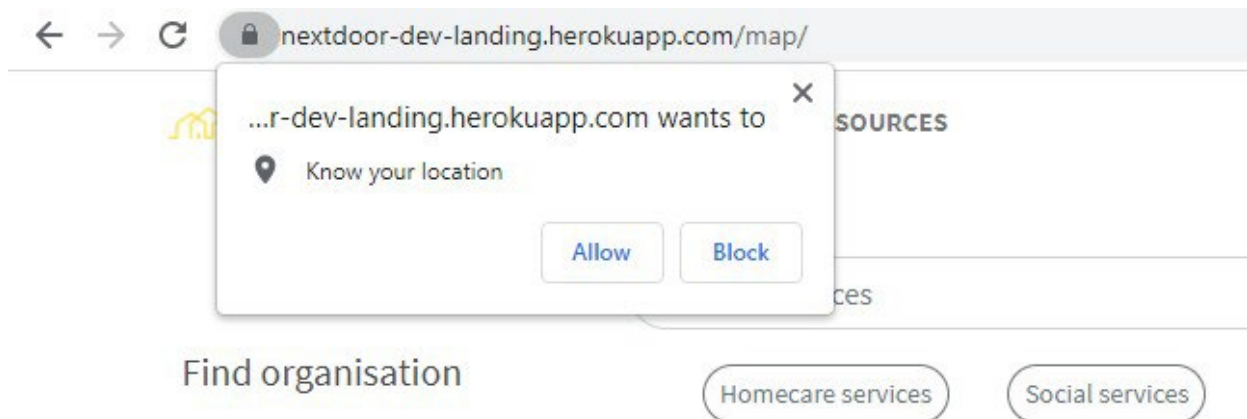 nextdoor-dev-landing.herokuapp.com/map/
...r-dev-landing.herokuapp.com wants to
Know your location
Allow Block
SOURCES
ces
Find organisation
Homecare services Social services